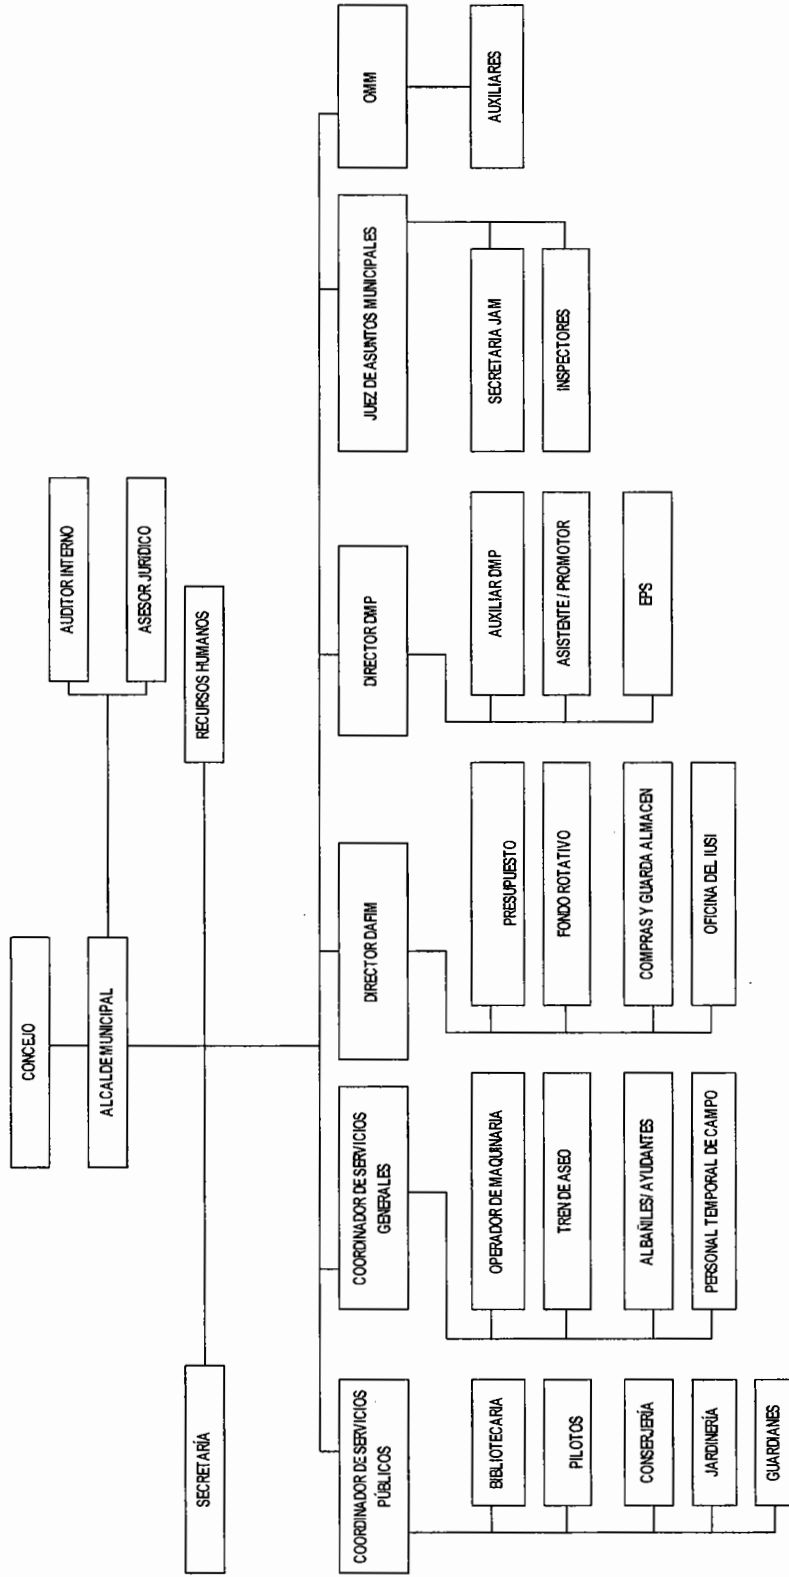 CONCEJO
ALCALDE MUNICIPAL
AUDITOR INTERNO
ASESOR JURÍDICO
SECRETARÍA
RECURSOS HUMANOS
COORDINADOR DE SERVICIOS
PÚBLICOS
BIBLIOTECARIA
PILOTOS
CONSERJERÍA
JARDINERÍA
GUARDIANES
COORDINADOR DE SERVICIOS
GENERALES
OPERADOR DE MAQUINARIA
TREN DE ASEO
ALBAÑILES/ AYUDANTES
PERSONAL TEMPORAL DE CAMPO
DIRECTOR DAFIM
PRESUPUESTO
FONDO ROTATIVO
COMPRAS Y GUARDA ALMACEN
OFICINA DEL IUSI
DIRECTOR DMP
AUXILIAR DMP
ASISTENTE / PROMOTOR
EPS
JUEZ DE ASUNTOS MUNICIPALES
SECRETARIA JAM
INSPECTORES
OMM
AUXILIARES